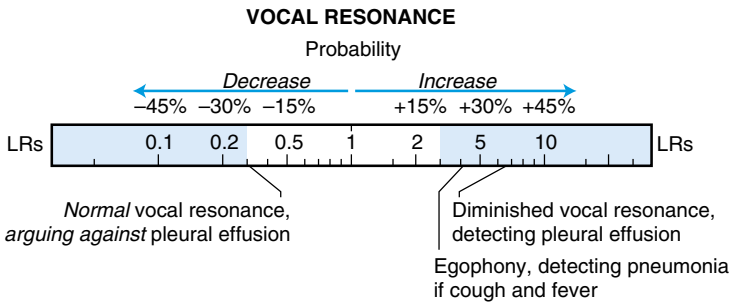 VOCAL RESONANCE
Probability
Decrease Increase
–45% –30% –15% +15% +30% +45%
LRs 0.1 0.2 0.5 1 2 5 10 LRs
Normal vocal resonance,
arguing against pleural effusion
Diminished vocal resonance,
detecting pleural effusion
Egophony, detecting pneumonia
if cough and fever